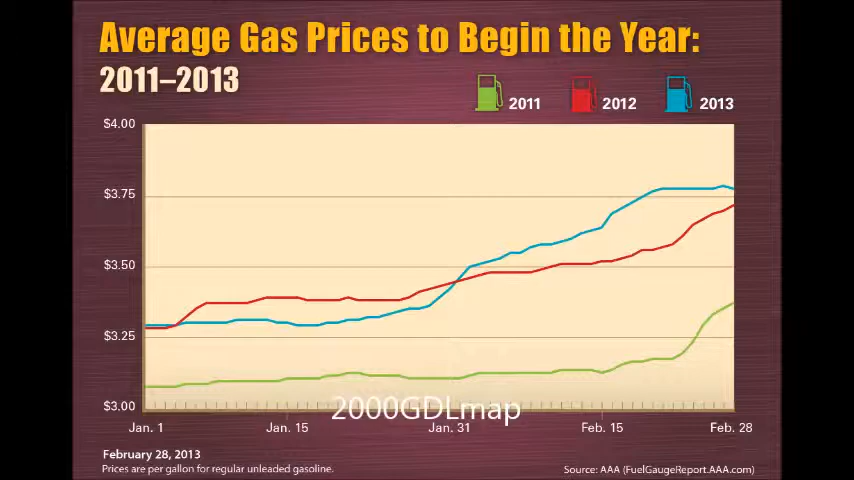 Average Gas Prices to Begin the Year:
2011–2013
2011 2012 2013
$4.00
$3.75
$3.50
$3.25
$3.00
2000GDLmap
Jan. 1 Jan. 15 Jan. 31 Feb. 15 Feb. 28
February 28, 2013
Prices are per gallon for regular unleaded gasoline.
Source: AAA (FuelGaugeReport.AAA.com)